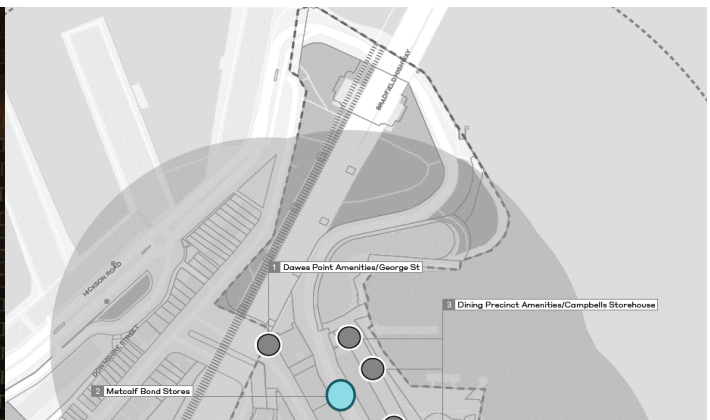 BRADFIELD HIGHWAY
1 Dawes Point Amenities/George St
HICKSON ROAD
3 Dining Precinct Amenities/Campbells Storehouse
DOWNSHIRE STREET
2 Metcalf Bond Stores